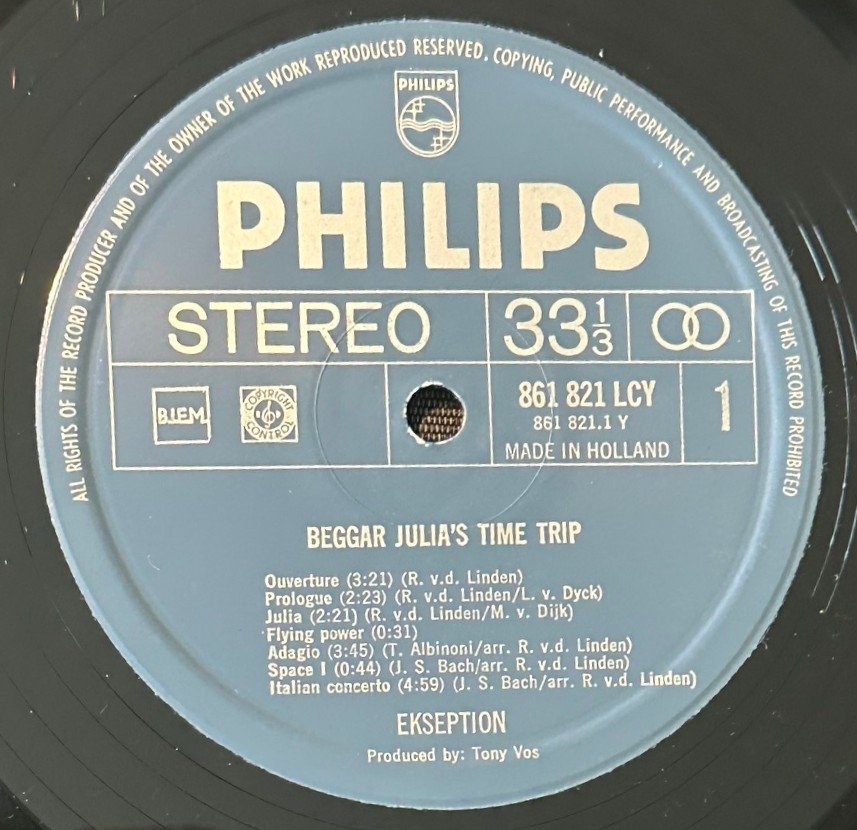 ALL RIGHTS OF THE RECORD PRODUCER AND OF THE OWNER OF THE WORK REPRODUCED RESERVED. COPYING, PUBLIC PERFORMANCE AND BROADCASTING OF THIS RECORD PROHIBITED
PHILIPS
PHILIPS
STEREO 33 1/3
B.I.E.M. COPYRIGHT CONTROL 861 821 LCY 1
861 821.1 Y
MADE IN HOLLAND
BEGGAR JULIA'S TIME TRIP
Ouverture (3:21) (R. v.d. Linden)
Prologue (2:23) (R. v.d. Linden/L. v. Dyck)
Julia (2:21) (R. v.d. Linden/M. v. Dijk)
Flying power (0:31)
Adagio (3:45) (T. Albinoni/arr. R. v.d. Linden)
Space I (0:44) (J. S. Bach/arr. R. v.d. Linden)
Italian concerto (4:59) (J. S. Bach/arr. R. v.d. Linden)
EKSEPTION
Produced by: Tony Vos